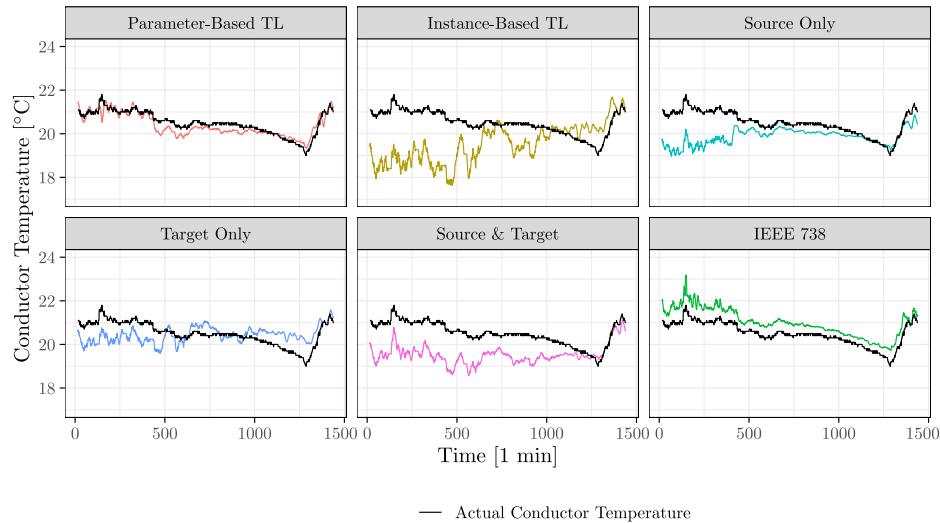 Parameter-Based TL
Instance-Based TL
Source Only
24
22
20
18
Target Only
Source & Target
IEEE 738
24
22
20
18
0 500 1000 1500
0 500 1000 1500
0 500 1000 1500
Conductor Temperature [°C]
Time [1 min]
Actual Conductor Temperature